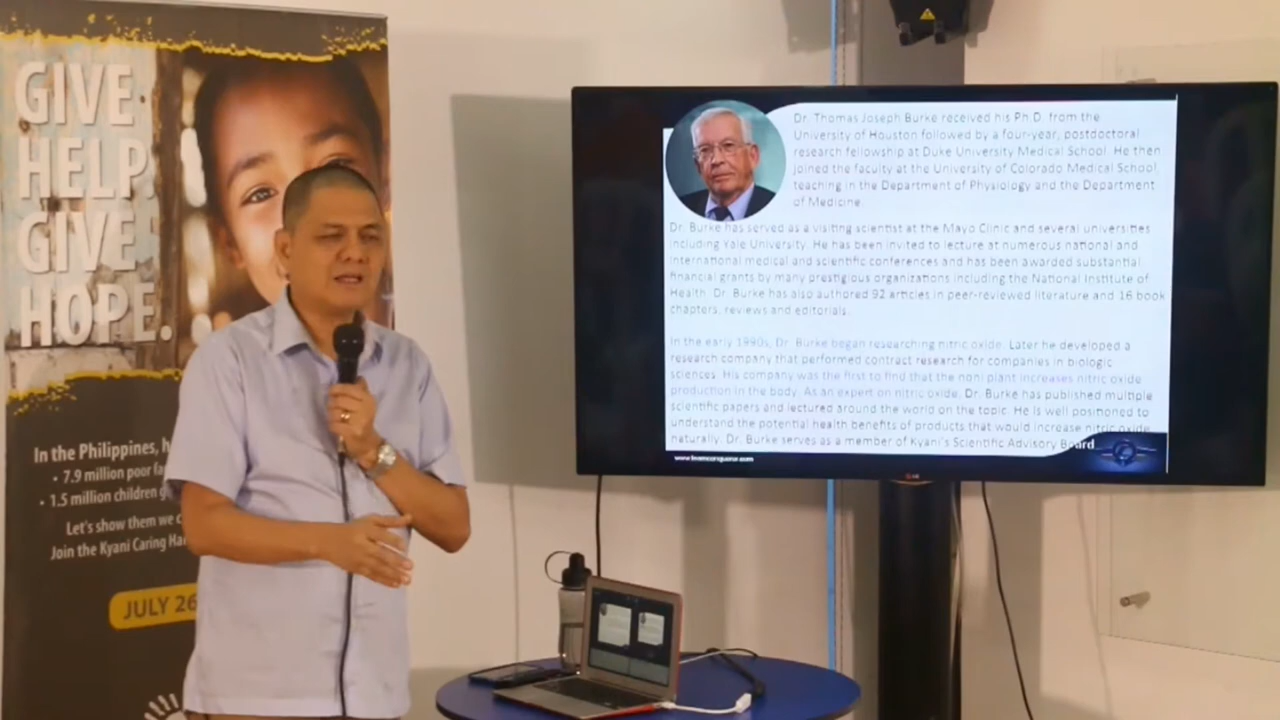 GIVE
HELP.
GIVE
HOPE.
In the Philippines, h
• 7.9 million poor fa
• 1.5 million children g
Let's show them we c
Join the Kyani Caring Ha
JULY 26
Dr. Thomas Joseph Burke received his Ph.D. from the
University of Houston followed by a four-year, postdoctoral
research fellowship at Duke University Medical School. He then
joined the faculty at the University of Colorado Medical School,
teaching in the Department of Physiology and the Department
of Medicine.
Dr. Burke has served as a visiting scientist at the Mayo Clinic and several universities
including Yale University. He has been invited to lecture at numerous national and
international medical and scientific conferences and has been awarded substantial
financial grants by many prestigious organizations including the National Institute of
Health. Dr. Burke has also authored 92 articles in peer-reviewed literature and 16 book
chapters, reviews and editorials.
In the early 1990s, Dr. Burke began researching nitric oxide. Later he developed a
research company that performed contract research for companies in biologic
sciences. His company was the first to find that the noni plant increases nitric oxide
production in the body. As an expert on nitric oxide, Dr. Burke has published multiple
scientific papers and lectured around the world on the topic. He is well positioned to
understand the potential health benefits of products that would increase nitric oxide
naturally. Dr. Burke serves as a member of Kyäni's Scientific Advisory Board
www.teamconqueror.com